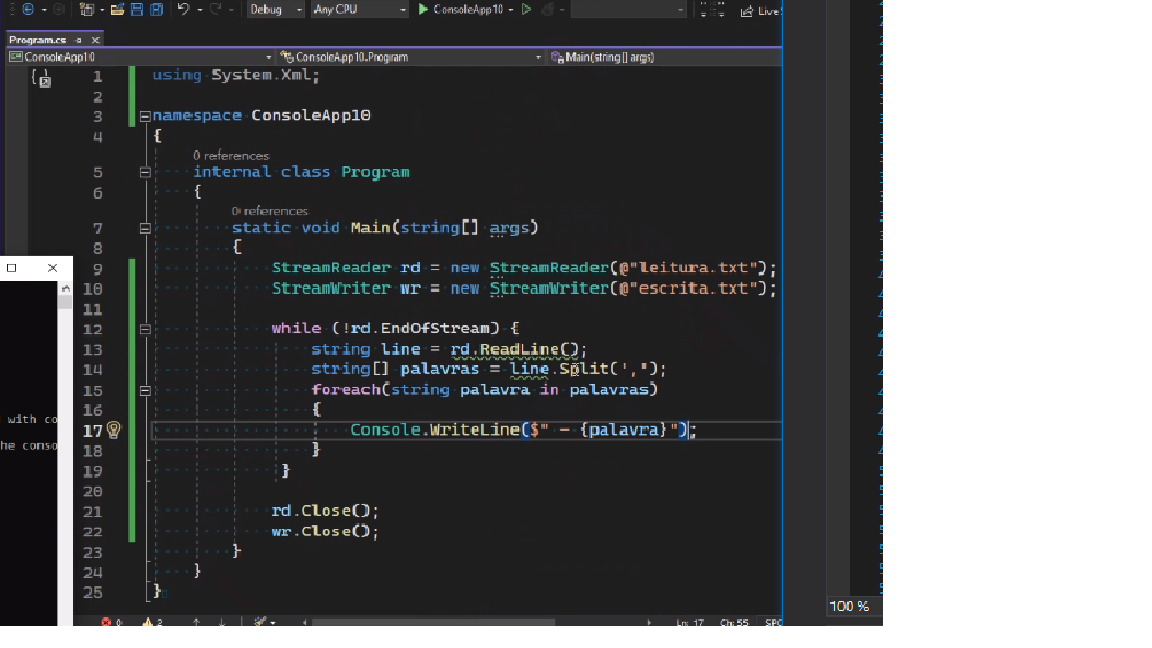 Debug Any CPU ConsoleApp10 Live
Program.cs
ConsoleApp10 ConsoleApp10.Program Main(string[] args)
1 using System.Xml;
2
3 namespace ConsoleApp10
4 {
0 references
5 internal class Program
6 {
0 references
7 static void Main(string[] args)
8 {
9 StreamReader rd = new StreamReader(@"leitura.txt");
10 StreamWriter wr = new StreamWriter(@"escrita.txt");
11
12 while (!rd.EndOfStream) {
13 string line = rd.ReadLine();
14 string[] palavras = line.Split(',');
15 foreach(string palavra in palavras)
16 {
17 Console.WriteLine($" - {palavra}");
18 }
19 }
20
21 rd.Close();
22 wr.Close();
23 }
24 }
25 }
with co
he conso
100 %
0 2 Ln: 17 Ch: 55 SPC